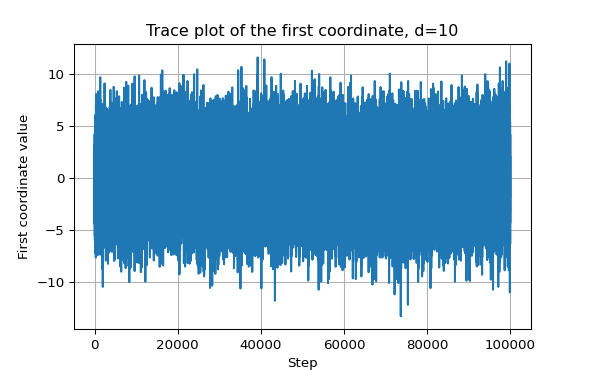 Trace plot of the first coordinate, d=10
First coordinate value
10
5
0
−5
−10
0 20000 40000 60000 80000 100000
Step